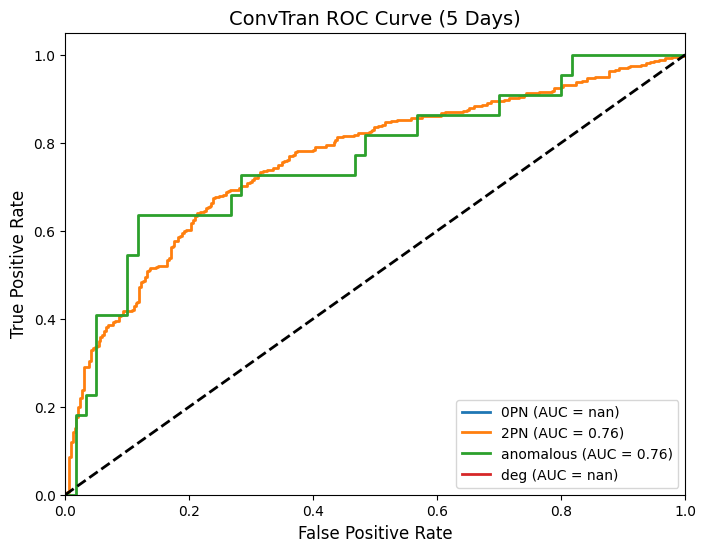 ConvTran ROC Curve (5 Days)
True Positive Rate
1.0
0.8
0.6
0.4
0.2
0.0
0PN (AUC = nan)
2PN (AUC = 0.76)
anomalous (AUC = 0.76)
deg (AUC = nan)
0.0 0.2 0.4 0.6 0.8 1.0
False Positive Rate